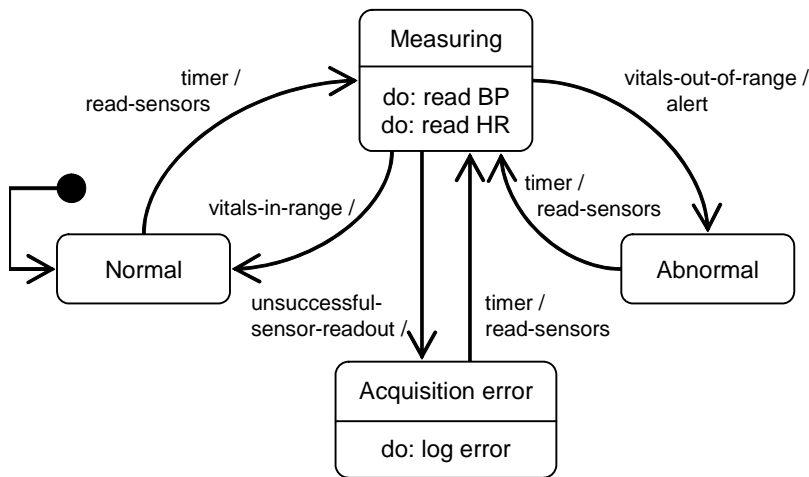 Measuring
do: read BP
do: read HR
timer /
read-sensors
vitals-out-of-range /
alert
vitals-in-range /
timer /
read-sensors
Normal
Abnormal
unsuccessful-
sensor-readout /
timer /
read-sensors
Acquisition error
do: log error